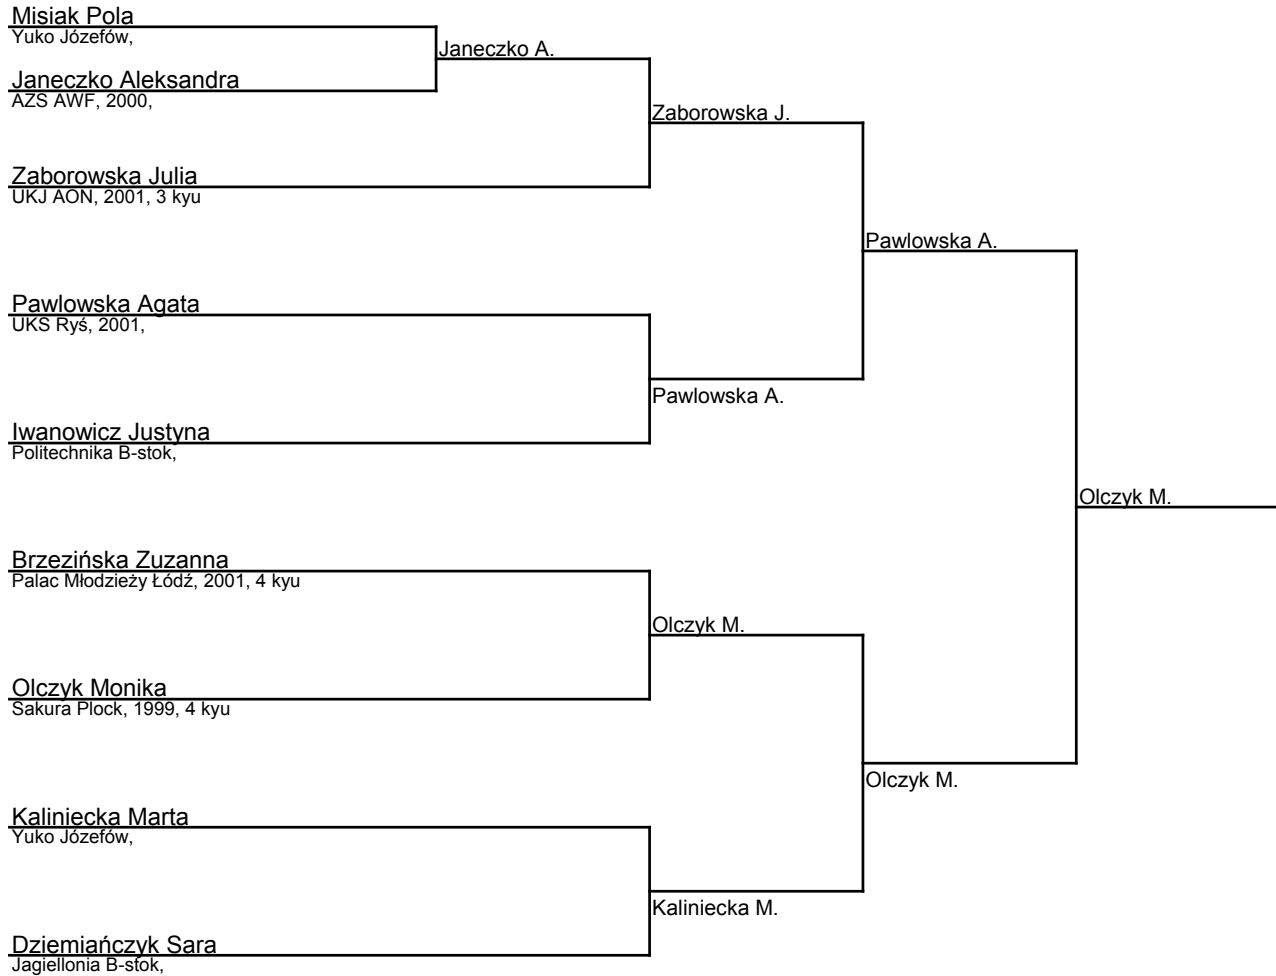 Misiak Pola
Yuko Józefów,
Janeczko A.
Janeczko Aleksandra
AZS AWF, 2000,
Zaborowska J.
Zaborowska Julia
UKJ AON, 2001, 3 kyu
Pawlowska A.
Pawlowska Agata
UKS Ryś, 2001,
Pawlowska A.
Iwanowicz Justyna
Politechnika B-stok,
Olczyk M.
Brzezińska Zuzanna
Palac Młodzieży Łódź, 2001, 4 kyu
Olczyk M.
Olczyk Monika
Sakura Plock, 1999, 4 kyu
Olczyk M.
Kaliniecka Marta
Yuko Józefów,
Kaliniecka M.
Dziemiańczyk Sara
Jagiellonia B-stok,